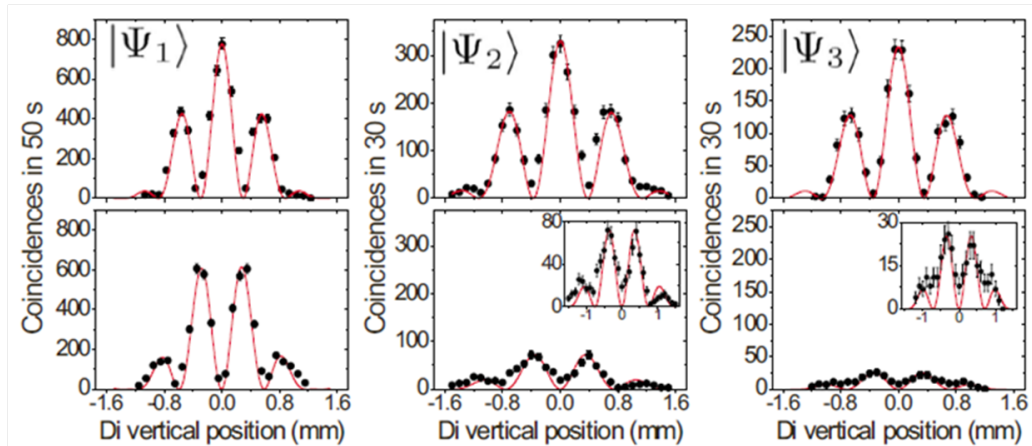 |Ψ1⟩
|Ψ2⟩
|Ψ3⟩
Coincidences in 50 s
800
600
400
200
0
800
600
400
200
0
-1.6 -0.8 0.0 0.8 1.6
Di vertical position (mm)
Coincidences in 30 s
300
200
100
0
300
200
100
0
80
40
0
-1 0 1
-1.6 -0.8 0.0 0.8 1.6
Di vertical position (mm)
Coincidences in 30 s
250
200
150
100
50
0
250
200
150
100
50
0
30
15
0
-1 0 1
-1.6 -0.8 0.0 0.8 1.6
Di vertical position (mm)